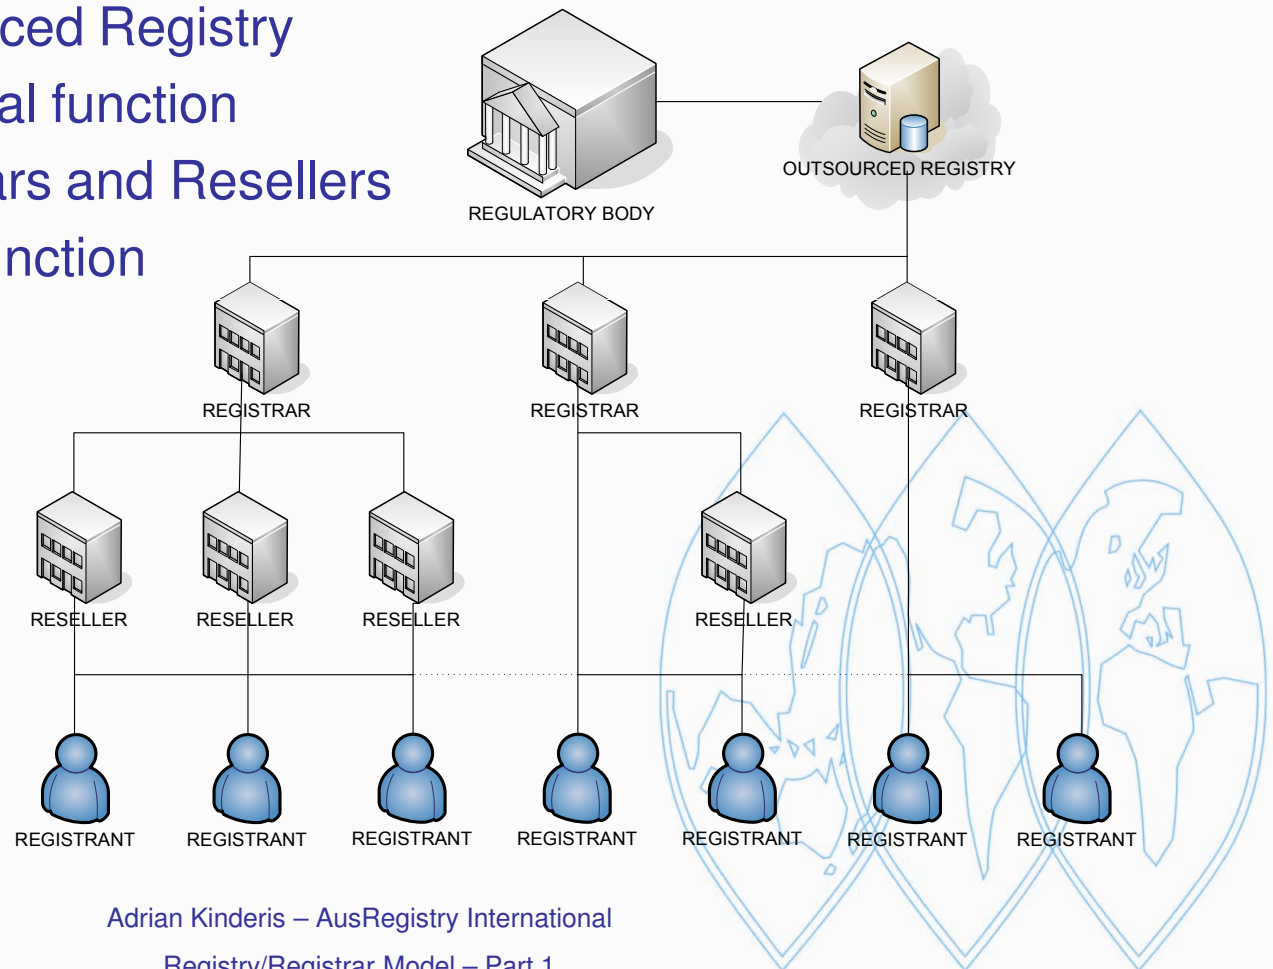 ced Registry
al function
ars and Resellers
nction
REGULATORY BODY
OUTSOURCED REGISTRY
REGISTRAR
REGISTRAR
REGISTRAR
RESELLER
RESELLER
RESELLER
RESELLER
REGISTRANT
REGISTRANT
REGISTRANT
REGISTRANT
REGISTRANT
REGISTRANT
REGISTRANT
Adrian Kinderis – AusRegistry International
Registry/Registrar Model – Part 1